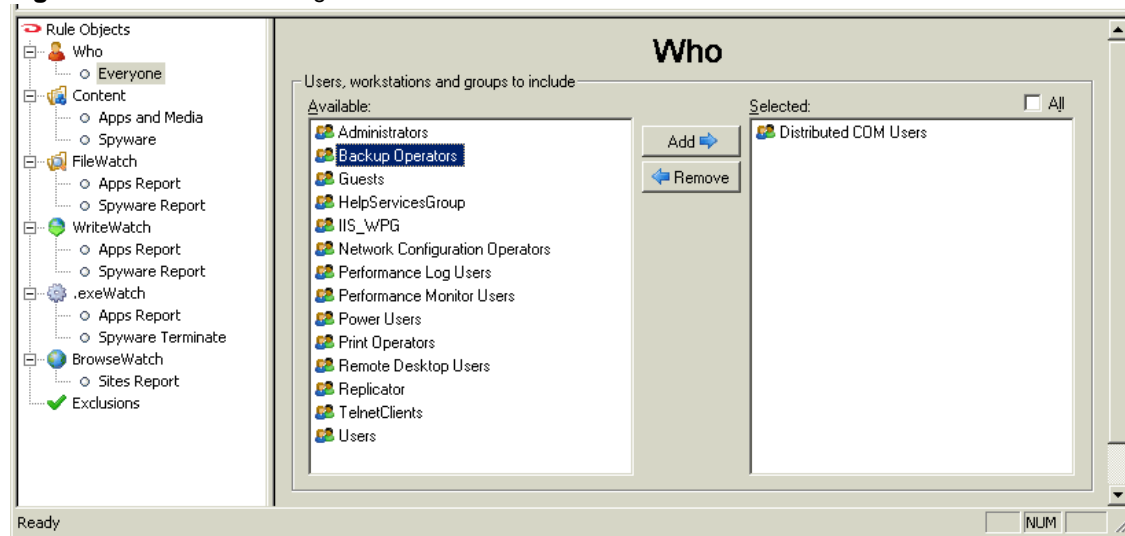 Rule Objects
Who
Everyone
Content
Apps and Media
Spyware
FileWatch
Apps Report
Spyware Report
WriteWatch
Apps Report
Spyware Report
.exeWatch
Apps Report
Spyware Terminate
BrowseWatch
Sites Report
Exclusions
Who
Users, workstations and groups to include
Available:
Administrators
Backup Operators
Guests
HelpServicesGroup
IIS_WPG
Network Configuration Operators
Performance Log Users
Performance Monitor Users
Power Users
Print Operators
Remote Desktop Users
Replicator
TelnetClients
Users
Add
Remove
Selected:
All
Distributed COM Users
Ready
NUM